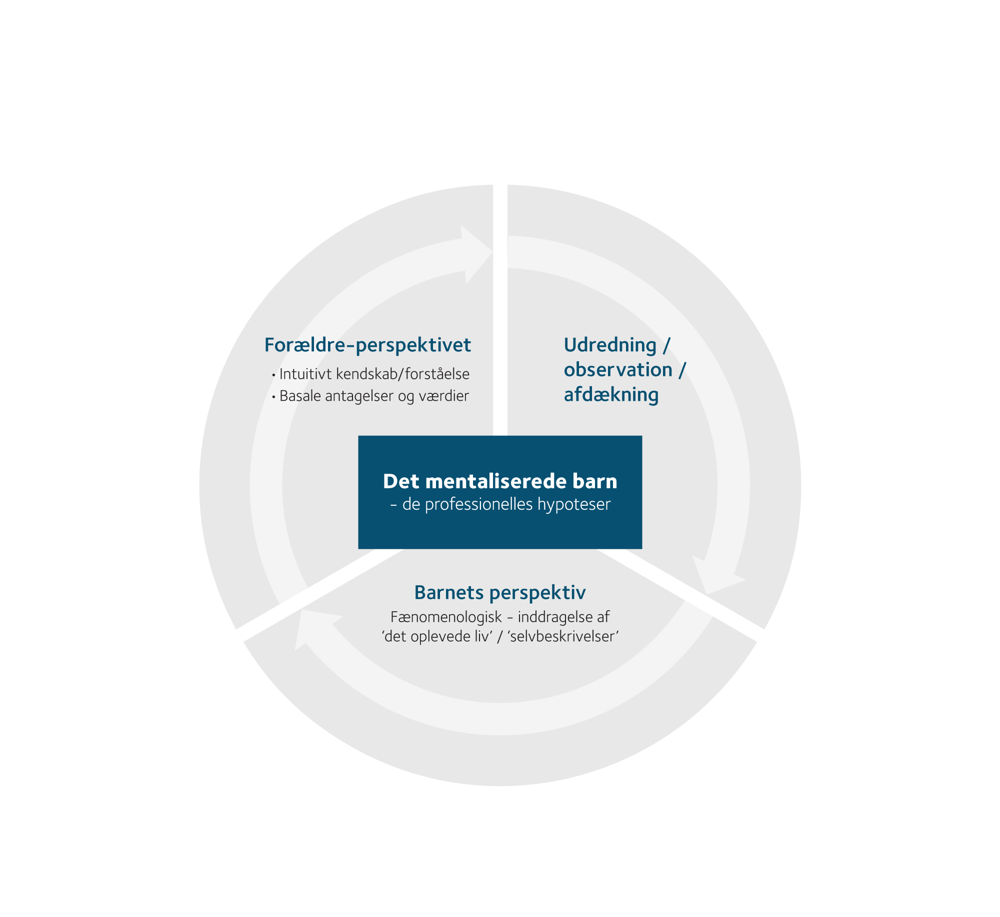 Forældre-perspektivet
• Intuitivt kendskab/forståelse
• Basale antagelser og værdier
Udredning /
observation /
afdækning
Det mentaliserede barn
– de professionelles hypoteser
Barnets perspektiv
Fænomenologisk – inddragelse af
‘det oplevede liv’ / ‘selvbeskrivelser’